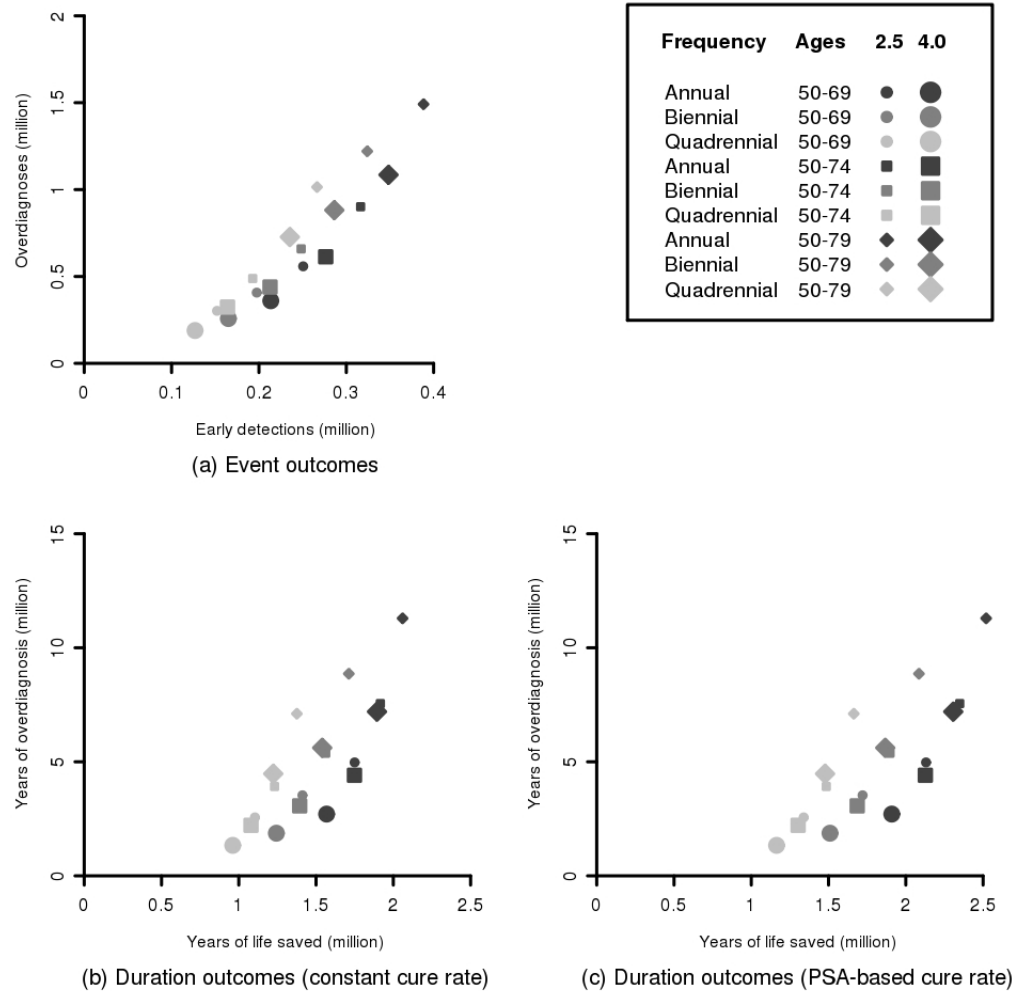 2
1.5
1
0.5
0
Overdiagnoses (million)
0 0.1 0.2 0.3 0.4
Early detections (million)
(a) Event outcomes
Frequency Ages 2.5 4.0
Annual 50-69
Biennial 50-69
Quadrennial 50-69
Annual 50-74
Biennial 50-74
Quadrennial 50-74
Annual 50-79
Biennial 50-79
Quadrennial 50-79
15
10
5
0
Years of overdiagnosis (million)
0 0.5 1 1.5 2 2.5
Years of life saved (million)
(b) Duration outcomes (constant cure rate)
15
10
5
0
Years of overdiagnosis (million)
0 0.5 1 1.5 2 2.5
Years of life saved (million)
(c) Duration outcomes (PSA-based cure rate)